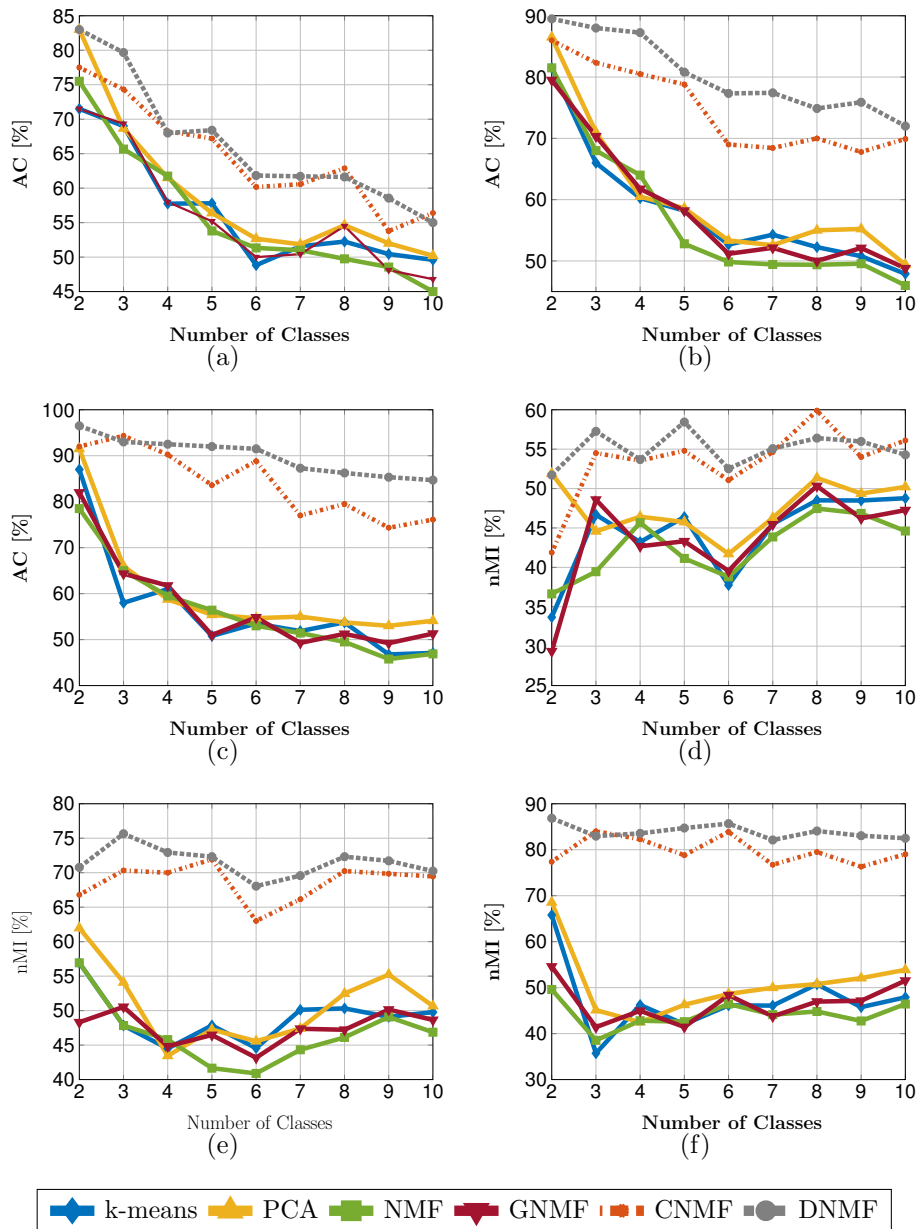 85
80
75
70
65
60
55
50
45
AC [%]
2 3 4 5 6 7 8 9 10
Number of Classes
(a)
90
80
70
60
50
AC [%]
2 3 4 5 6 7 8 9 10
Number of Classes
(b)
100
90
80
70
60
50
40
AC [%]
2 3 4 5 6 7 8 9 10
Number of Classes
(c)
60
55
50
45
40
35
30
25
nMI [%]
2 3 4 5 6 7 8 9 10
Number of Classes
(d)
80
75
70
65
60
55
50
45
40
nMI [%]
2 3 4 5 6 7 8 9 10
Number of Classes
(e)
90
80
70
60
50
40
30
nMI [%]
2 3 4 5 6 7 8 9 10
Number of Classes
(f)
k-means PCA NMF GNMF CNMF DNMF